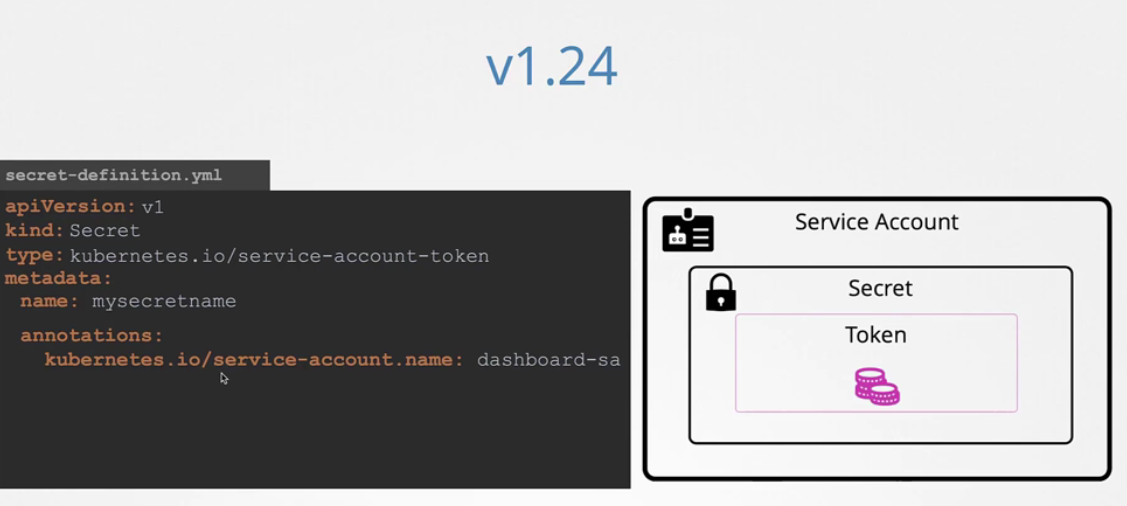 v1.24
secret-definition.yml
apiVersion: v1
kind: Secret
type: kubernetes.io/service-account-token
metadata:
name: mysecretname
annotations:
kubernetes.io/service-account.name: dashboard-sa
Service Account
Secret
Token